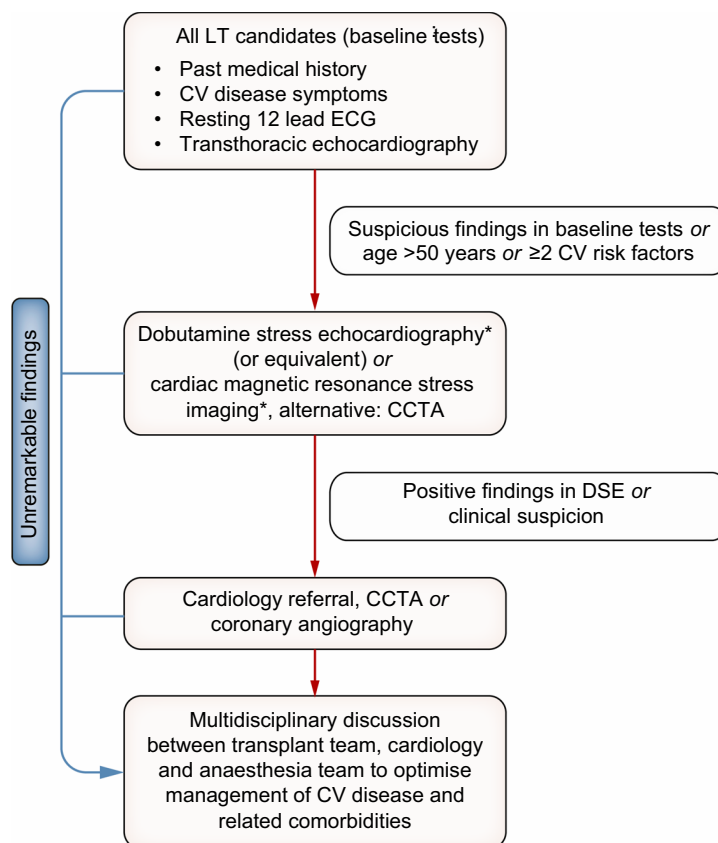 All LT candidates (baseline tests)
• Past medical history
• CV disease symptoms
• Resting 12 lead ECG
• Transthoracic echocardiography
Suspicious findings in baseline tests or
age >50 years or ≥2 CV risk factors
Unremarkable findings
Dobutamine stress echocardiography*
(or equivalent) or
cardiac magnetic resonance stress
imaging*, alternative: CCTA
Positive findings in DSE or
clinical suspicion
Cardiology referral, CCTA or
coronary angiography
Multidisciplinary discussion
between transplant team, cardiology
and anaesthesia team to optimise
management of CV disease and
related comorbidities